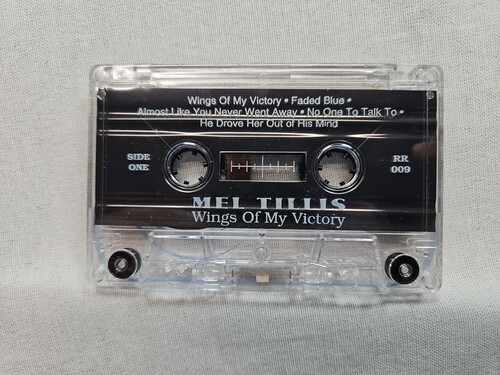 Wings Of My Victory • Faded Blue •
Almost Like You Never Went Away • No One To Talk To •
He Drove Her Out of His Mind
SIDE
ONE
RR
009
MEL TILLIS
Wings Of My Victory